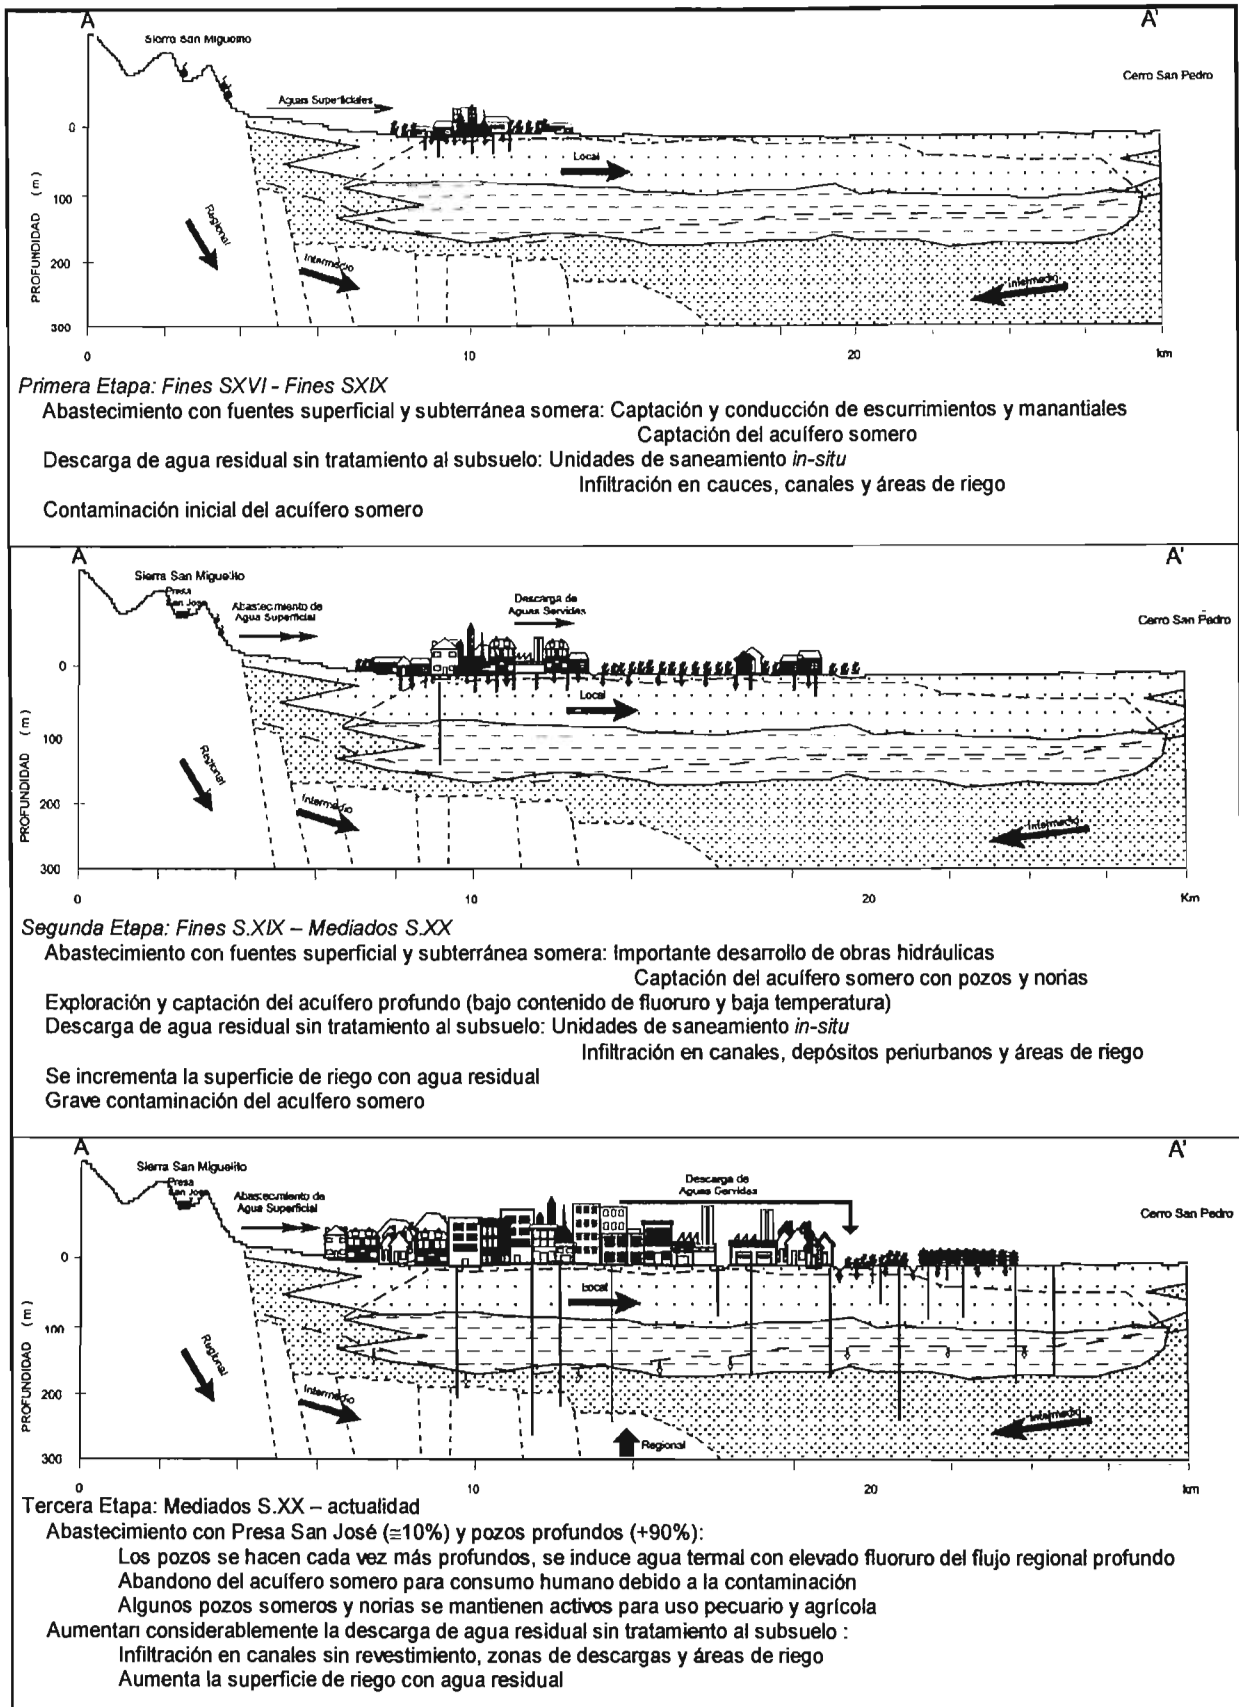 A
A'
Sierra San Miguelito
Cerro San Pedro
Aguas Superficiales
0
Local
PROFUNDIDAD (m)
100
Regional
200
Intermedio
Intermedio
300
0
10
20
km
Primera Etapa: Fines SXVI - Fines SXIX
Abastecimiento con fuentes superficial y subterránea somera: Captación y conducción de escurrimientos y manantiales
Captación del acuífero somero
Descarga de agua residual sin tratamiento al subsuelo: Unidades de saneamiento in-situ
Infiltración en cauces, canales y áreas de riego
Contaminación inicial del acuífero somero
A
A'
Sierra San Miguelito
Presa
San José
Abastecimiento de
Agua Superficial
Descarga de
Aguas Servidas
Cerro San Pedro
0
Local
PROFUNDIDAD (m)
100
Regional
200
Intermedio
Intermedio
300
0
10
20
Km
Segunda Etapa: Fines S.XIX – Mediados S.XX
Abastecimiento con fuentes superficial y subterránea somera: Importante desarrollo de obras hidráulicas
Captación del acuífero somero con pozos y norias
Exploración y captación del acuífero profundo (bajo contenido de fluoruro y baja temperatura)
Descarga de agua residual sin tratamiento al subsuelo: Unidades de saneamiento in-situ
Infiltración en canales, depósitos periurbanos y áreas de riego
Se incrementa la superficie de riego con agua residual
Grave contaminación del acuífero somero
A
A'
Sierra San Miguelito
Presa
San José
Abastecimiento de
Agua Superficial
Descarga de
Aguas Servidas
Cerro San Pedro
0
Local
PROFUNDIDAD (m)
100
Regional
200
Intermedio
Intermedio
Regional
300
0
10
20
km
Tercera Etapa: Mediados S.XX – actualidad
Abastecimiento con Presa San José (≅10%) y pozos profundos (+90%):
Los pozos se hacen cada vez más profundos, se induce agua termal con elevado fluoruro del flujo regional profundo
Abandono del acuífero somero para consumo humano debido a la contaminación
Algunos pozos someros y norias se mantienen activos para uso pecuario y agrícola
Aumentan considerablemente la descarga de agua residual sin tratamiento al subsuelo :
Infiltración en canales sin revestimiento, zonas de descargas y áreas de riego
Aumenta la superficie de riego con agua residual